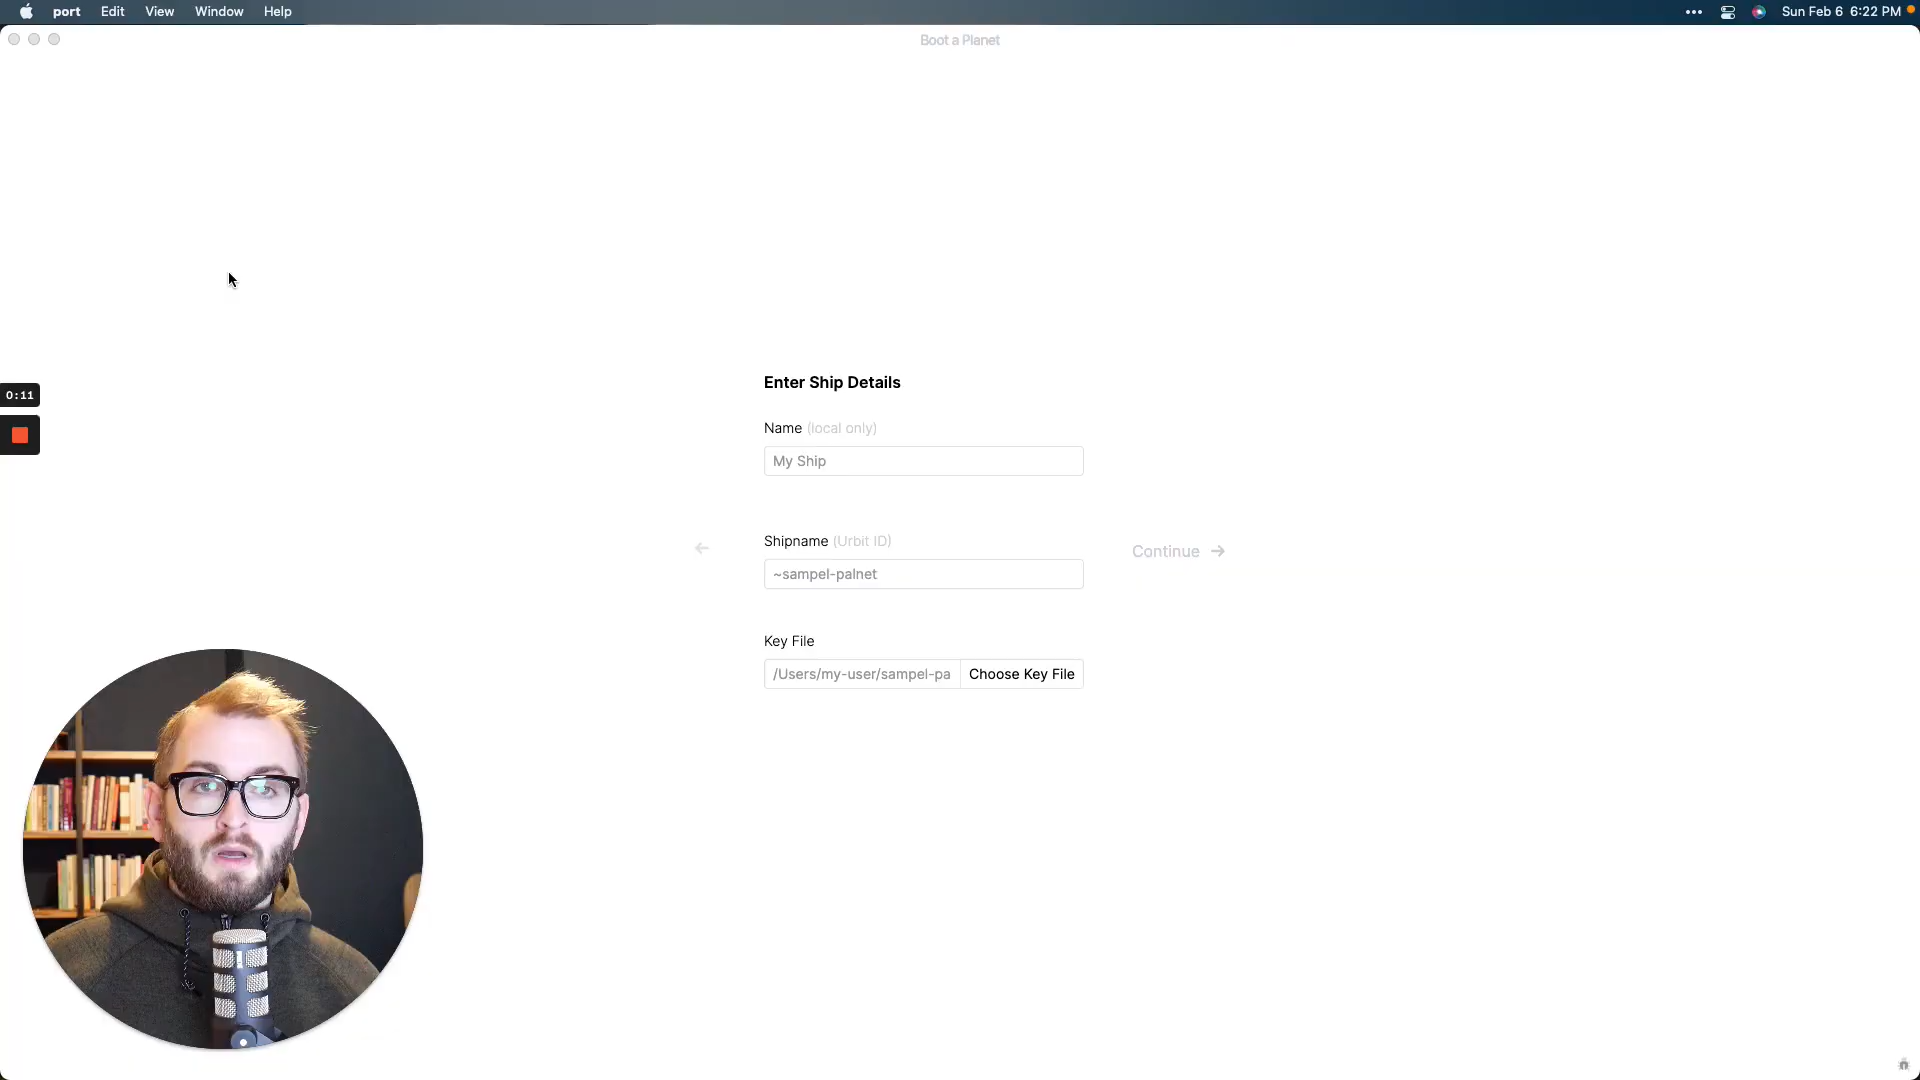 port Edit View Window Help
Sun Feb 6 6:22 PM
Boot a Planet
Enter Ship Details
0:11
Name (local only)
My Ship
Shipname (Urbit ID)
~sampel-palnet
Continue
Key File
/Users/my-user/sampel-pa
Choose Key File